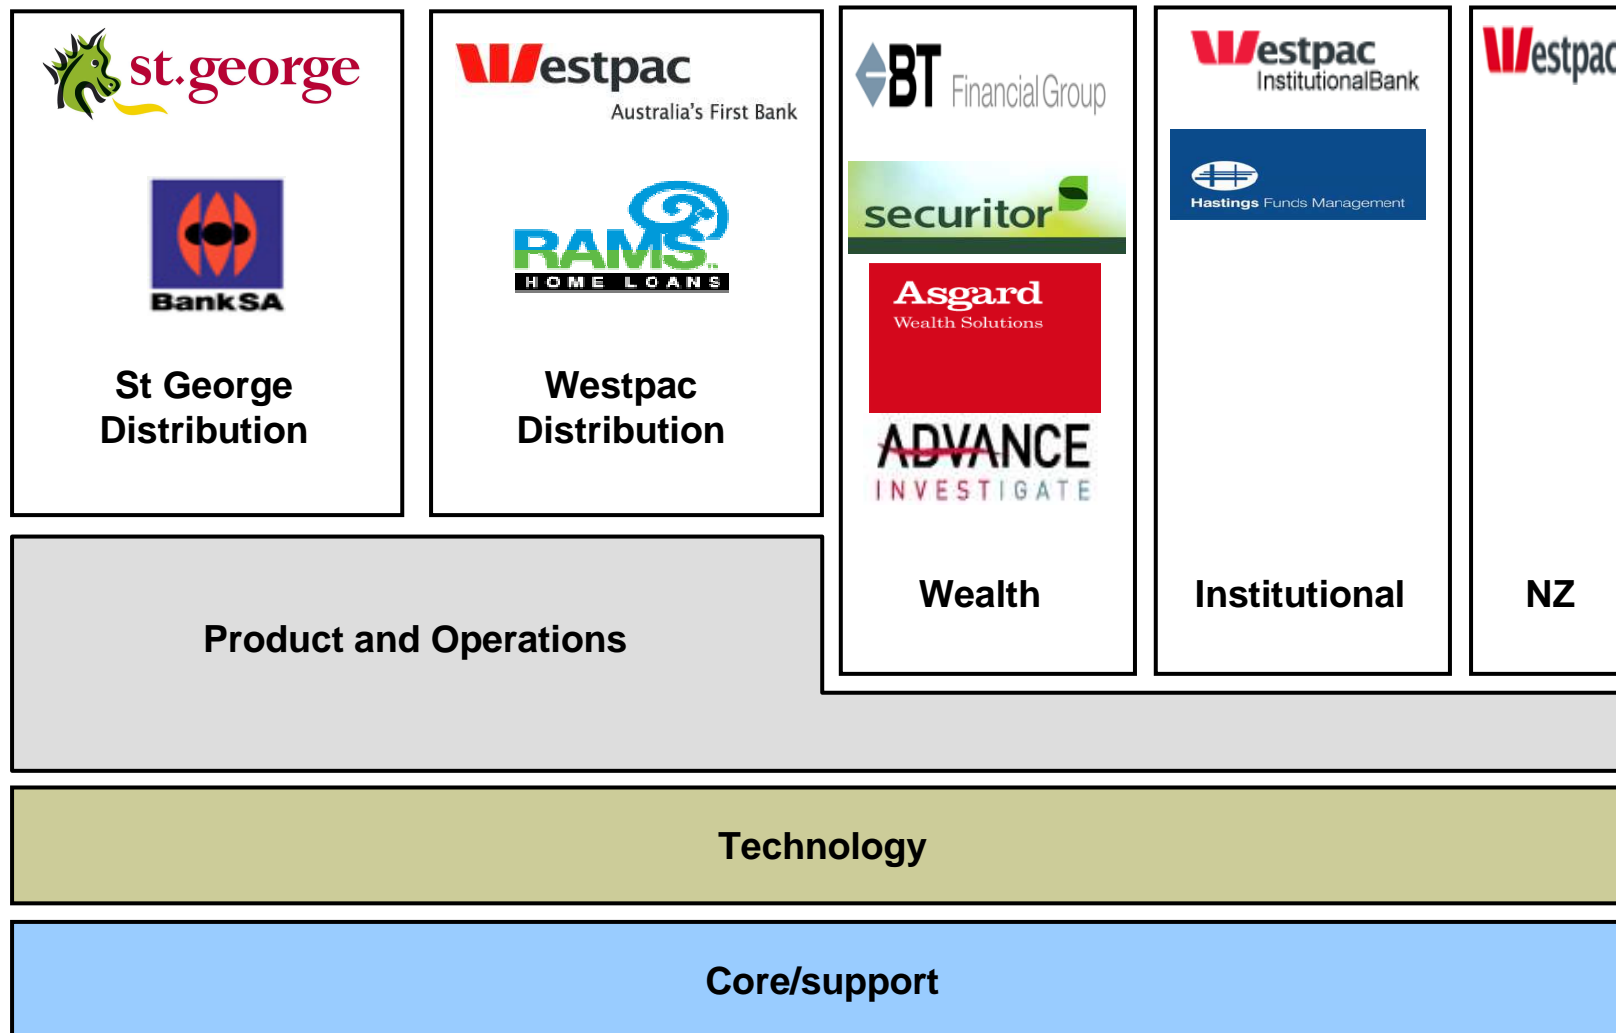 st.george
BankSA
St George
Distribution
Westpac
Australia's First Bank
RAMS
HOME LOANS
Westpac
Distribution
BT Financial Group
securitor
Asgard
Wealth Solutions
ADVANCE
INVESTIGATE
Wealth
Westpac
InstitutionalBank
Hastings Funds Management
Institutional
Westpac
NZ
Product and Operations
Technology
Core/support